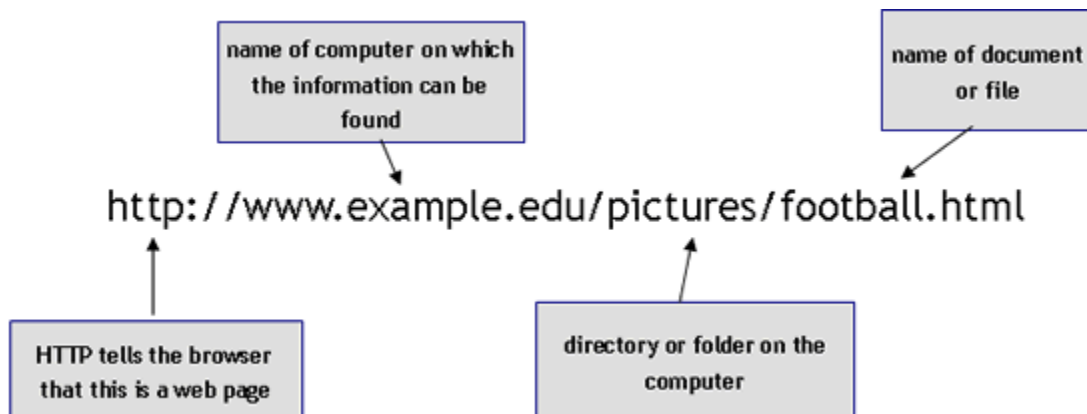 name of computer on which
the information can be
found
name of document
or file
http://www.example.edu/pictures/football.html
HTTP tells the browser
that this is a web page
directory or folder on the
computer